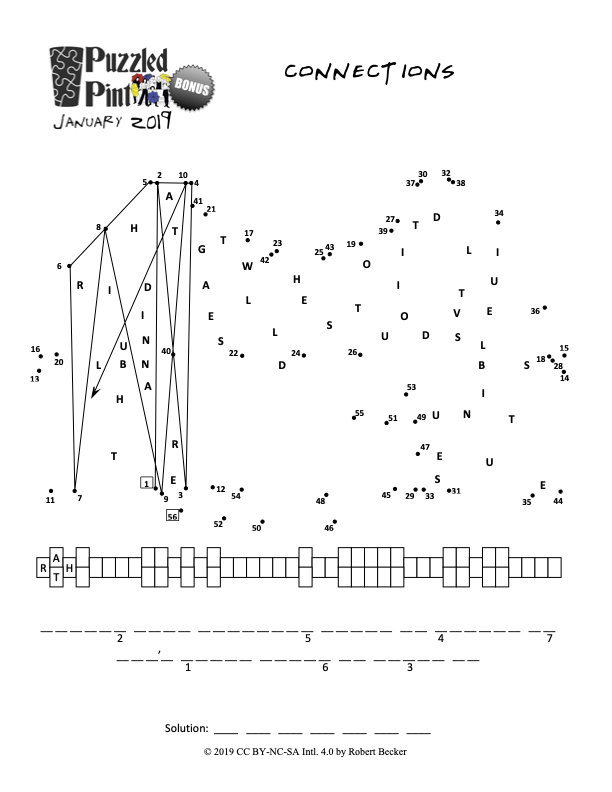 Puzzled
Pint
BONUS
CONNECTIONS
JANUARY 2019
5 2 10 4 37 30 32 38
A 41 21 34
8 H T 27 39 T D
G T 17 23 42 25 43 19 L I
6 W O
R I D A L H E I I T U
I E T O V E 36
U N S L S U D S L
16 20 B N 40 22 24 26 B S 18 28 15
13 L D 14
H A 53 I
55 51 49 U N T
T R 47 E U
1 E S E
11 7 9 3 12 54 48 45 29 33 31 35 44
56 52 50 46
R A T H
2 5 4 7
,
1 6 3
Solution: ___ ___ ___ ___ ___ ___ ___
© 2019 CC BY-NC-SA Intl. 4.0 by Robert Becker